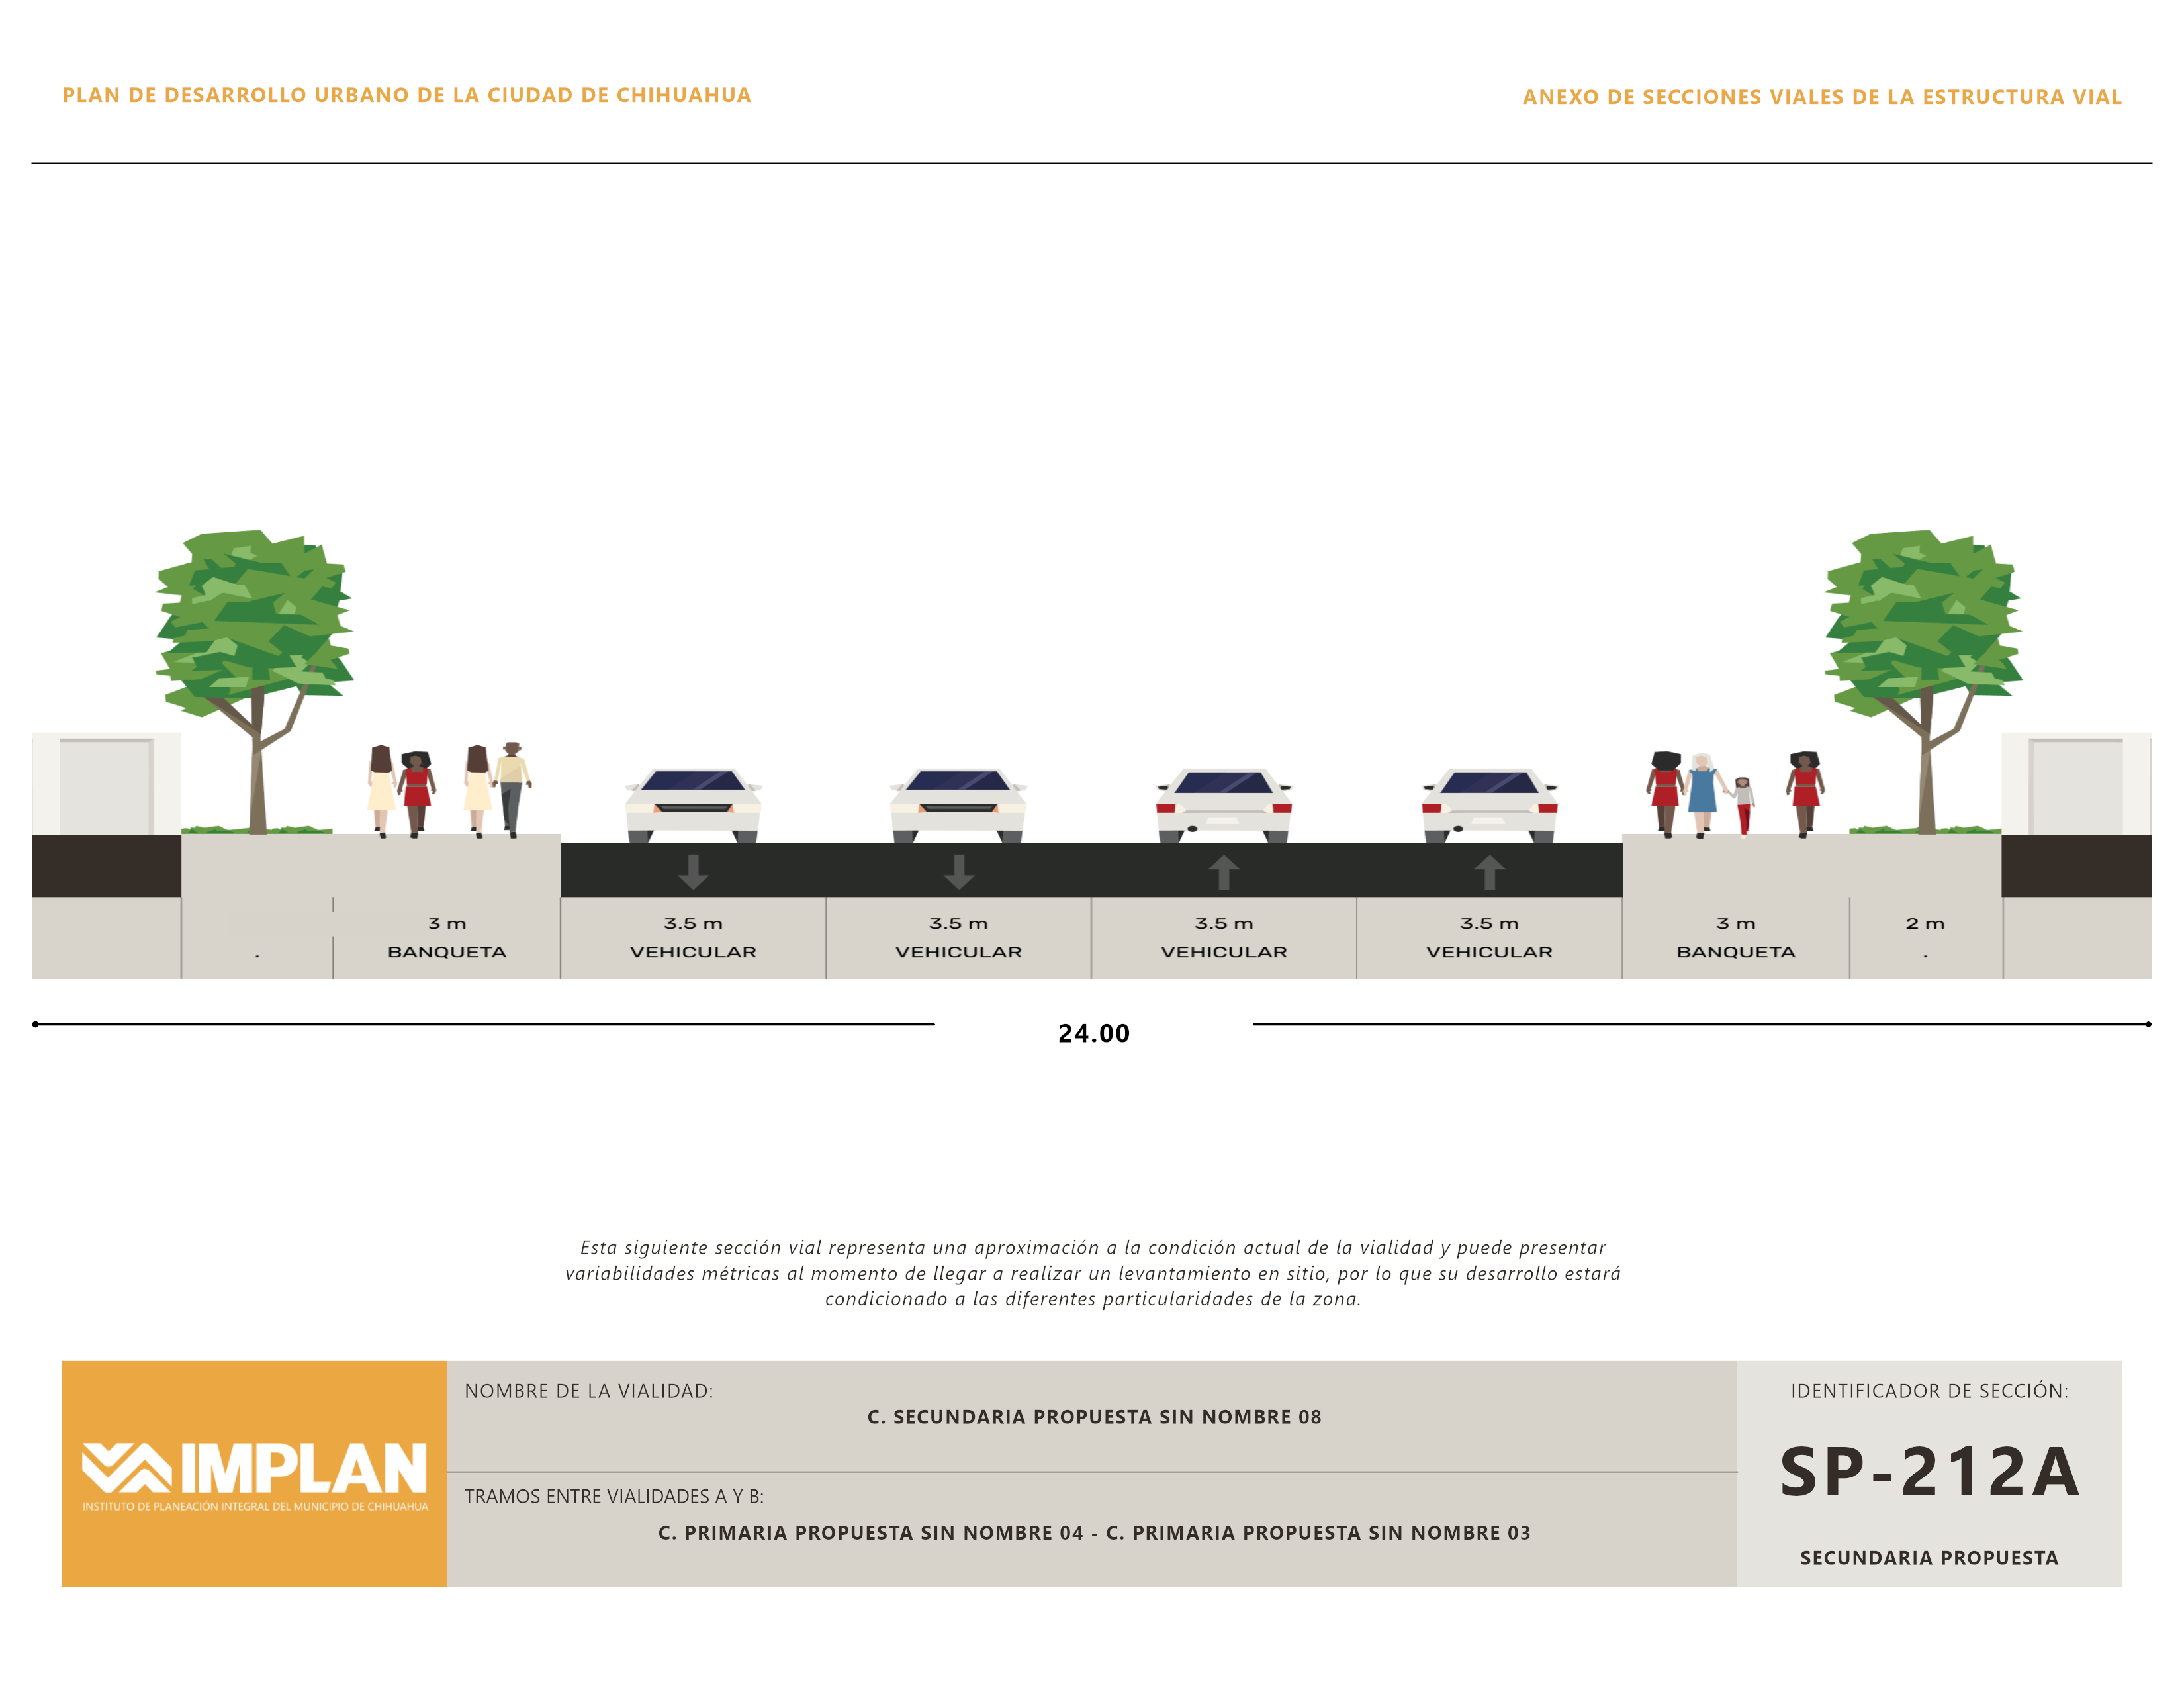 PLAN DE DESARROLLO URBANO DE LA CIUDAD DE CHIHUAHUA
ANEXO DE SECCIONES VIALES DE LA ESTRUCTURA VIAL
3 m 3.5 m 3.5 m 3.5 m 3.5 m 3 m 2 m
. BANQUETA VEHICULAR VEHICULAR VEHICULAR VEHICULAR BANQUETA .
24.00
Esta siguiente sección vial representa una aproximación a la condición actual de la vialidad y puede presentar
variabilidades métricas al momento de llegar a realizar un levantamiento en sitio, por lo que su desarrollo estará
condicionado a las diferentes particularidades de la zona.
IMPLAN
INSTITUTO DE PLANEACIÓN INTEGRAL DEL MUNICIPIO DE CHIHUAHUA
NOMBRE DE LA VIALIDAD:
C. SECUNDARIA PROPUESTA SIN NOMBRE 08
TRAMOS ENTRE VIALIDADES A Y B:
C. PRIMARIA PROPUESTA SIN NOMBRE 04 - C. PRIMARIA PROPUESTA SIN NOMBRE 03
IDENTIFICADOR DE SECCIÓN:
SP-212A
SECUNDARIA PROPUESTA